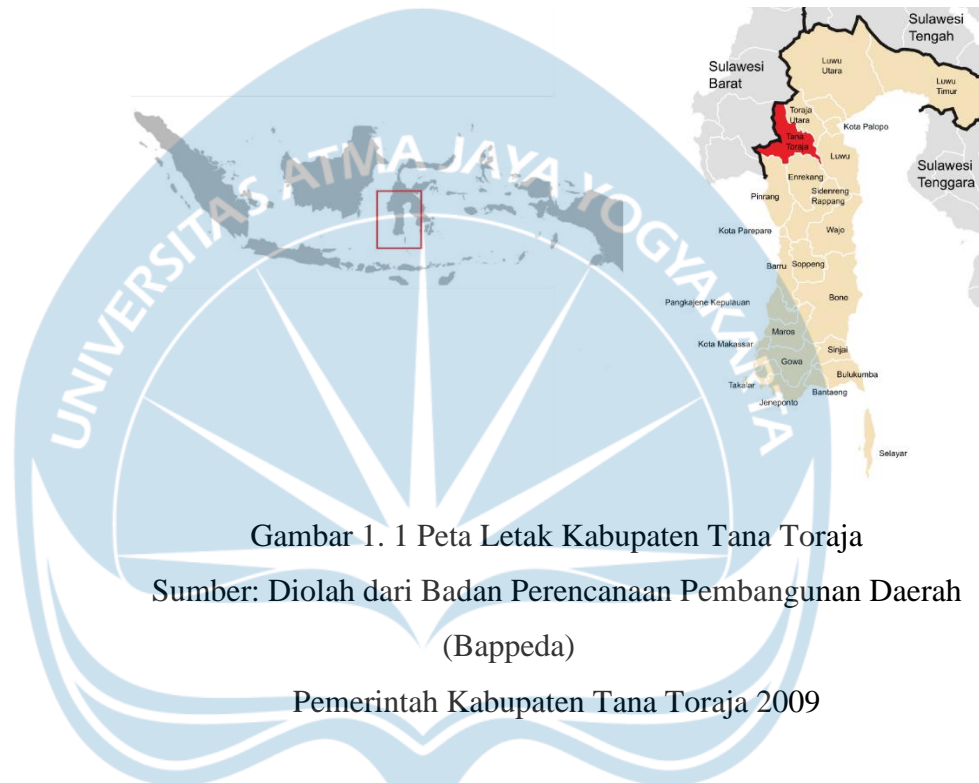 UNIVERSITAS ATMA JAYA YOGYAKARTA
Sulawesi
Tengah
Sulawesi
Barat
Luwu
Utara
Luwu
Timur
Toraja
Utara
Kota Palopo
Tana
Toraja
Luwu
Sulawesi
Tenggara
Enrekang
Pinrang
Sidenreng
Rappang
Kota Parepare
Wajo
Barru
Soppeng
Pangkajene Kepulauan
Bone
Maros
Kota Makassar
Sinjai
Gowa
Bulukumba
Takalar
Bantaeng
Jeneponto
Selayar
Gambar 1. 1 Peta Letak Kabupaten Tana Toraja
Sumber: Diolah dari Badan Perencanaan Pembangunan Daerah
(Bappeda)
Pemerintah Kabupaten Tana Toraja 2009